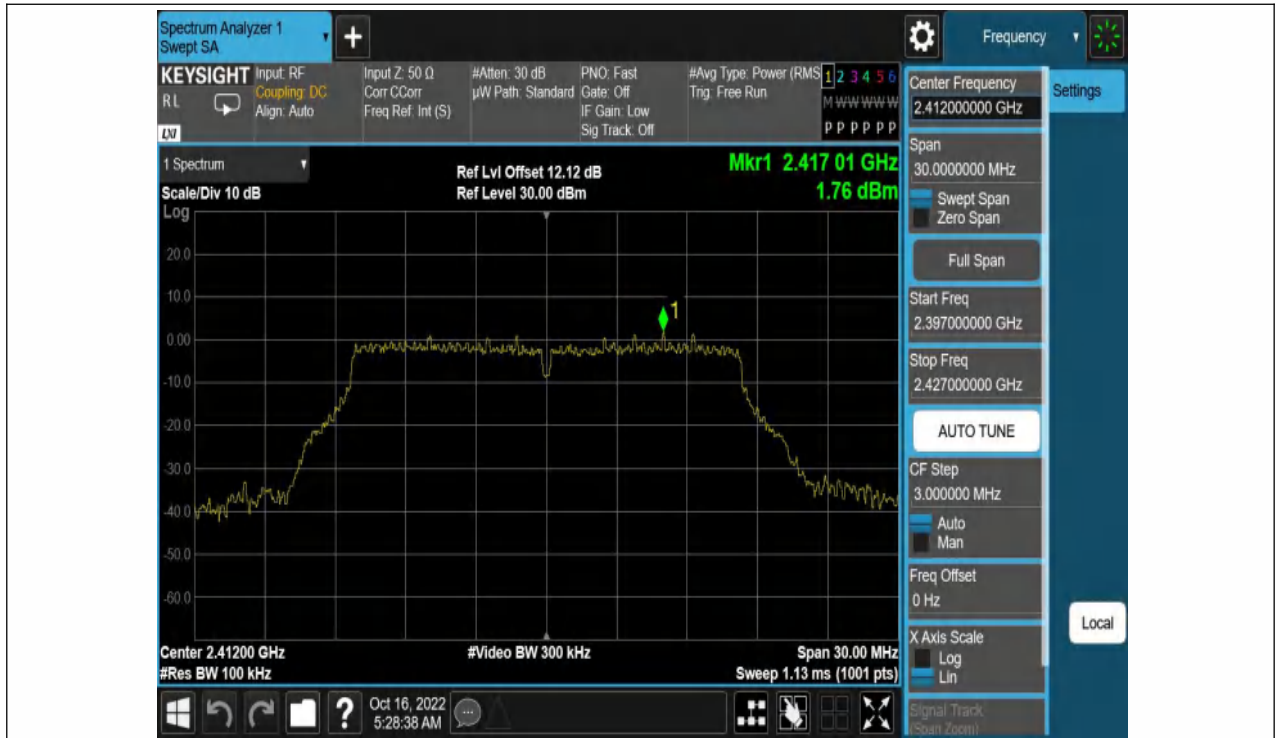 Spectrum Analyzer 1
Swept SA
+
Frequency
KEYSIGHT
RL
LXI
Input: RF
Coupling: DC
Align: Auto
Input Z: 50 Ω
Corr CCorr
Freq Ref: Int (S)
#Atten: 30 dB
µW Path: Standard
PNO: Fast
Gate: Off
IF Gain: Low
Sig Track: Off
#Avg Type: Power (RMS
Trig: Free Run
1 2 3 4 5 6
M W W W W W
P P P P P P
1 Spectrum
Scale/Div 10 dB
Log
Ref Lvl Offset 12.12 dB
Ref Level 30.00 dBm
Mkr1 2.417 01 GHz
1.76 dBm
20.0
10.0
0.00
-10.0
-20.0
-30.0
-40.0
-50.0
-60.0
1
Center 2.41200 GHz
#Res BW 100 kHz
#Video BW 300 kHz
Span 30.00 MHz
Sweep 1.13 ms (1001 pts)
Center Frequency
2.412000000 GHz
Span
30.0000000 MHz
Swept Span
Zero Span
Full Span
Start Freq
2.397000000 GHz
Stop Freq
2.427000000 GHz
AUTO TUNE
CF Step
3.000000 MHz
Auto
Man
Freq Offset
0 Hz
X Axis Scale
Log
Lin
Signal Track
(Span Zoom)
Settings
Local
?
Oct 16, 2022
5:28:38 AM